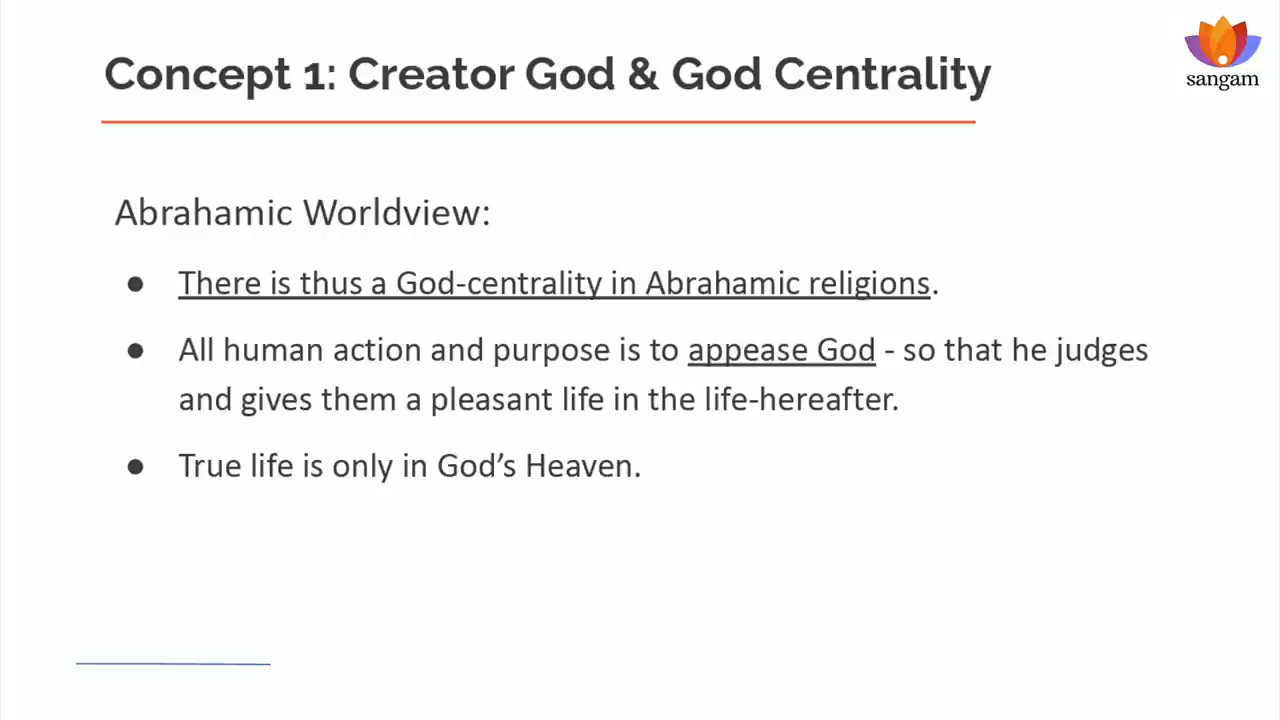 Concept 1: Creator God & God Centrality
sangam
Abrahamic Worldview:
● There is thus a God-centrality in Abrahamic religions.
● All human action and purpose is to appease God - so that he judges
and gives them a pleasant life in the life-hereafter.
● True life is only in God’s Heaven.